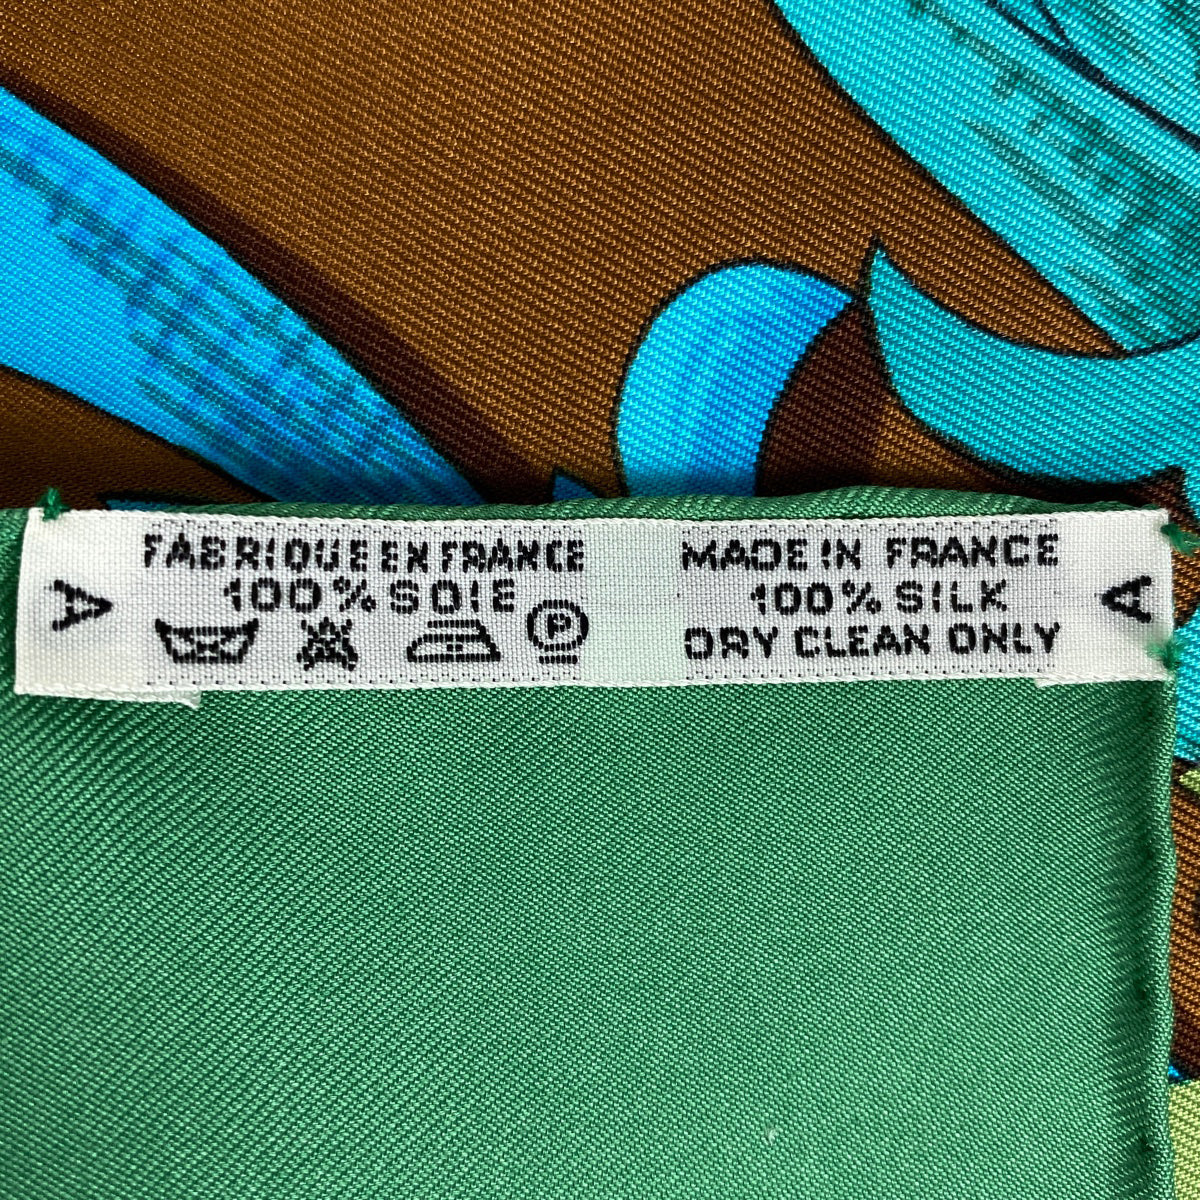 A
FABRIQUE EN FRANCE
100% SOIE
P
MADE IN FRANCE
100% SILK
DRY CLEAN ONLY
A